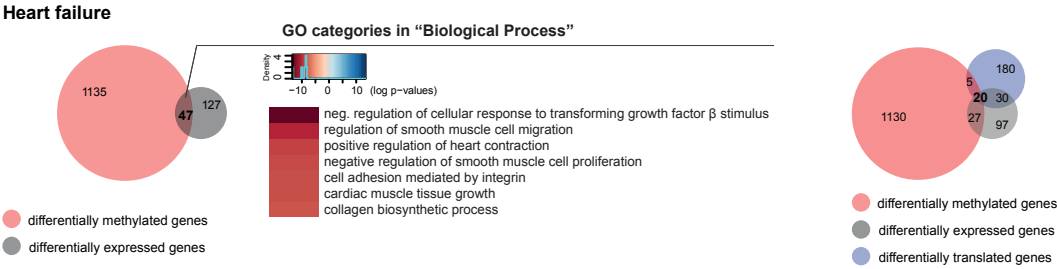 Heart failure
GO categories in “Biological Process”
1135
47
127
Density
0 4
−10 0 10 (log p−values)
neg. regulation of cellular response to transforming growth factor β stimulus
regulation of smooth muscle cell migration
positive regulation of heart contraction
negative regulation of smooth muscle cell proliferation
cell adhesion mediated by integrin
cardiac muscle tissue growth
collagen biosynthetic process
differentially methylated genes
differentially expressed genes
180
5
20 30
1130
27
97
differentially methylated genes
differentially expressed genes
differentially translated genes